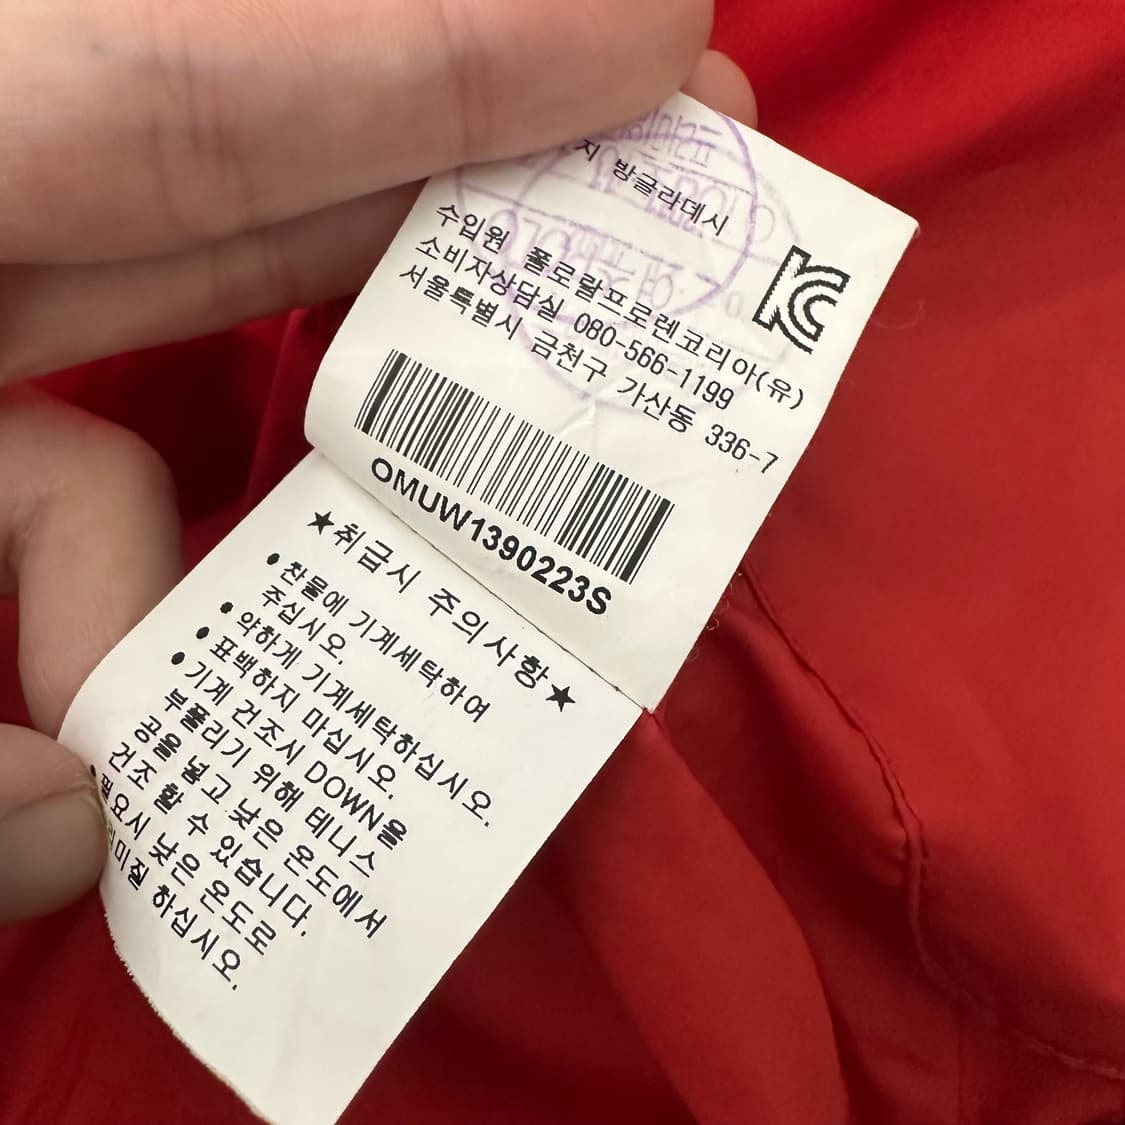 지 방글라데시
수입원 폴로랄프로렌코리아(유)
소비자상담실 080-566-1199
서울특별시 금천구 가산동 336-7
OMUW1390223S
★취급시 주의사항★
• 찬물에 기계세탁하여
주십시오.
• 약하게 기계세탁하십시오.
• 표백하지 마십시오.
• 기계 건조시 DOWN을
부풀리기 위해 테니스
공을 넣고 낮은 온도에서
건조 할 수 있습니다.
• 필요시 낮은 온도로
하십시오.